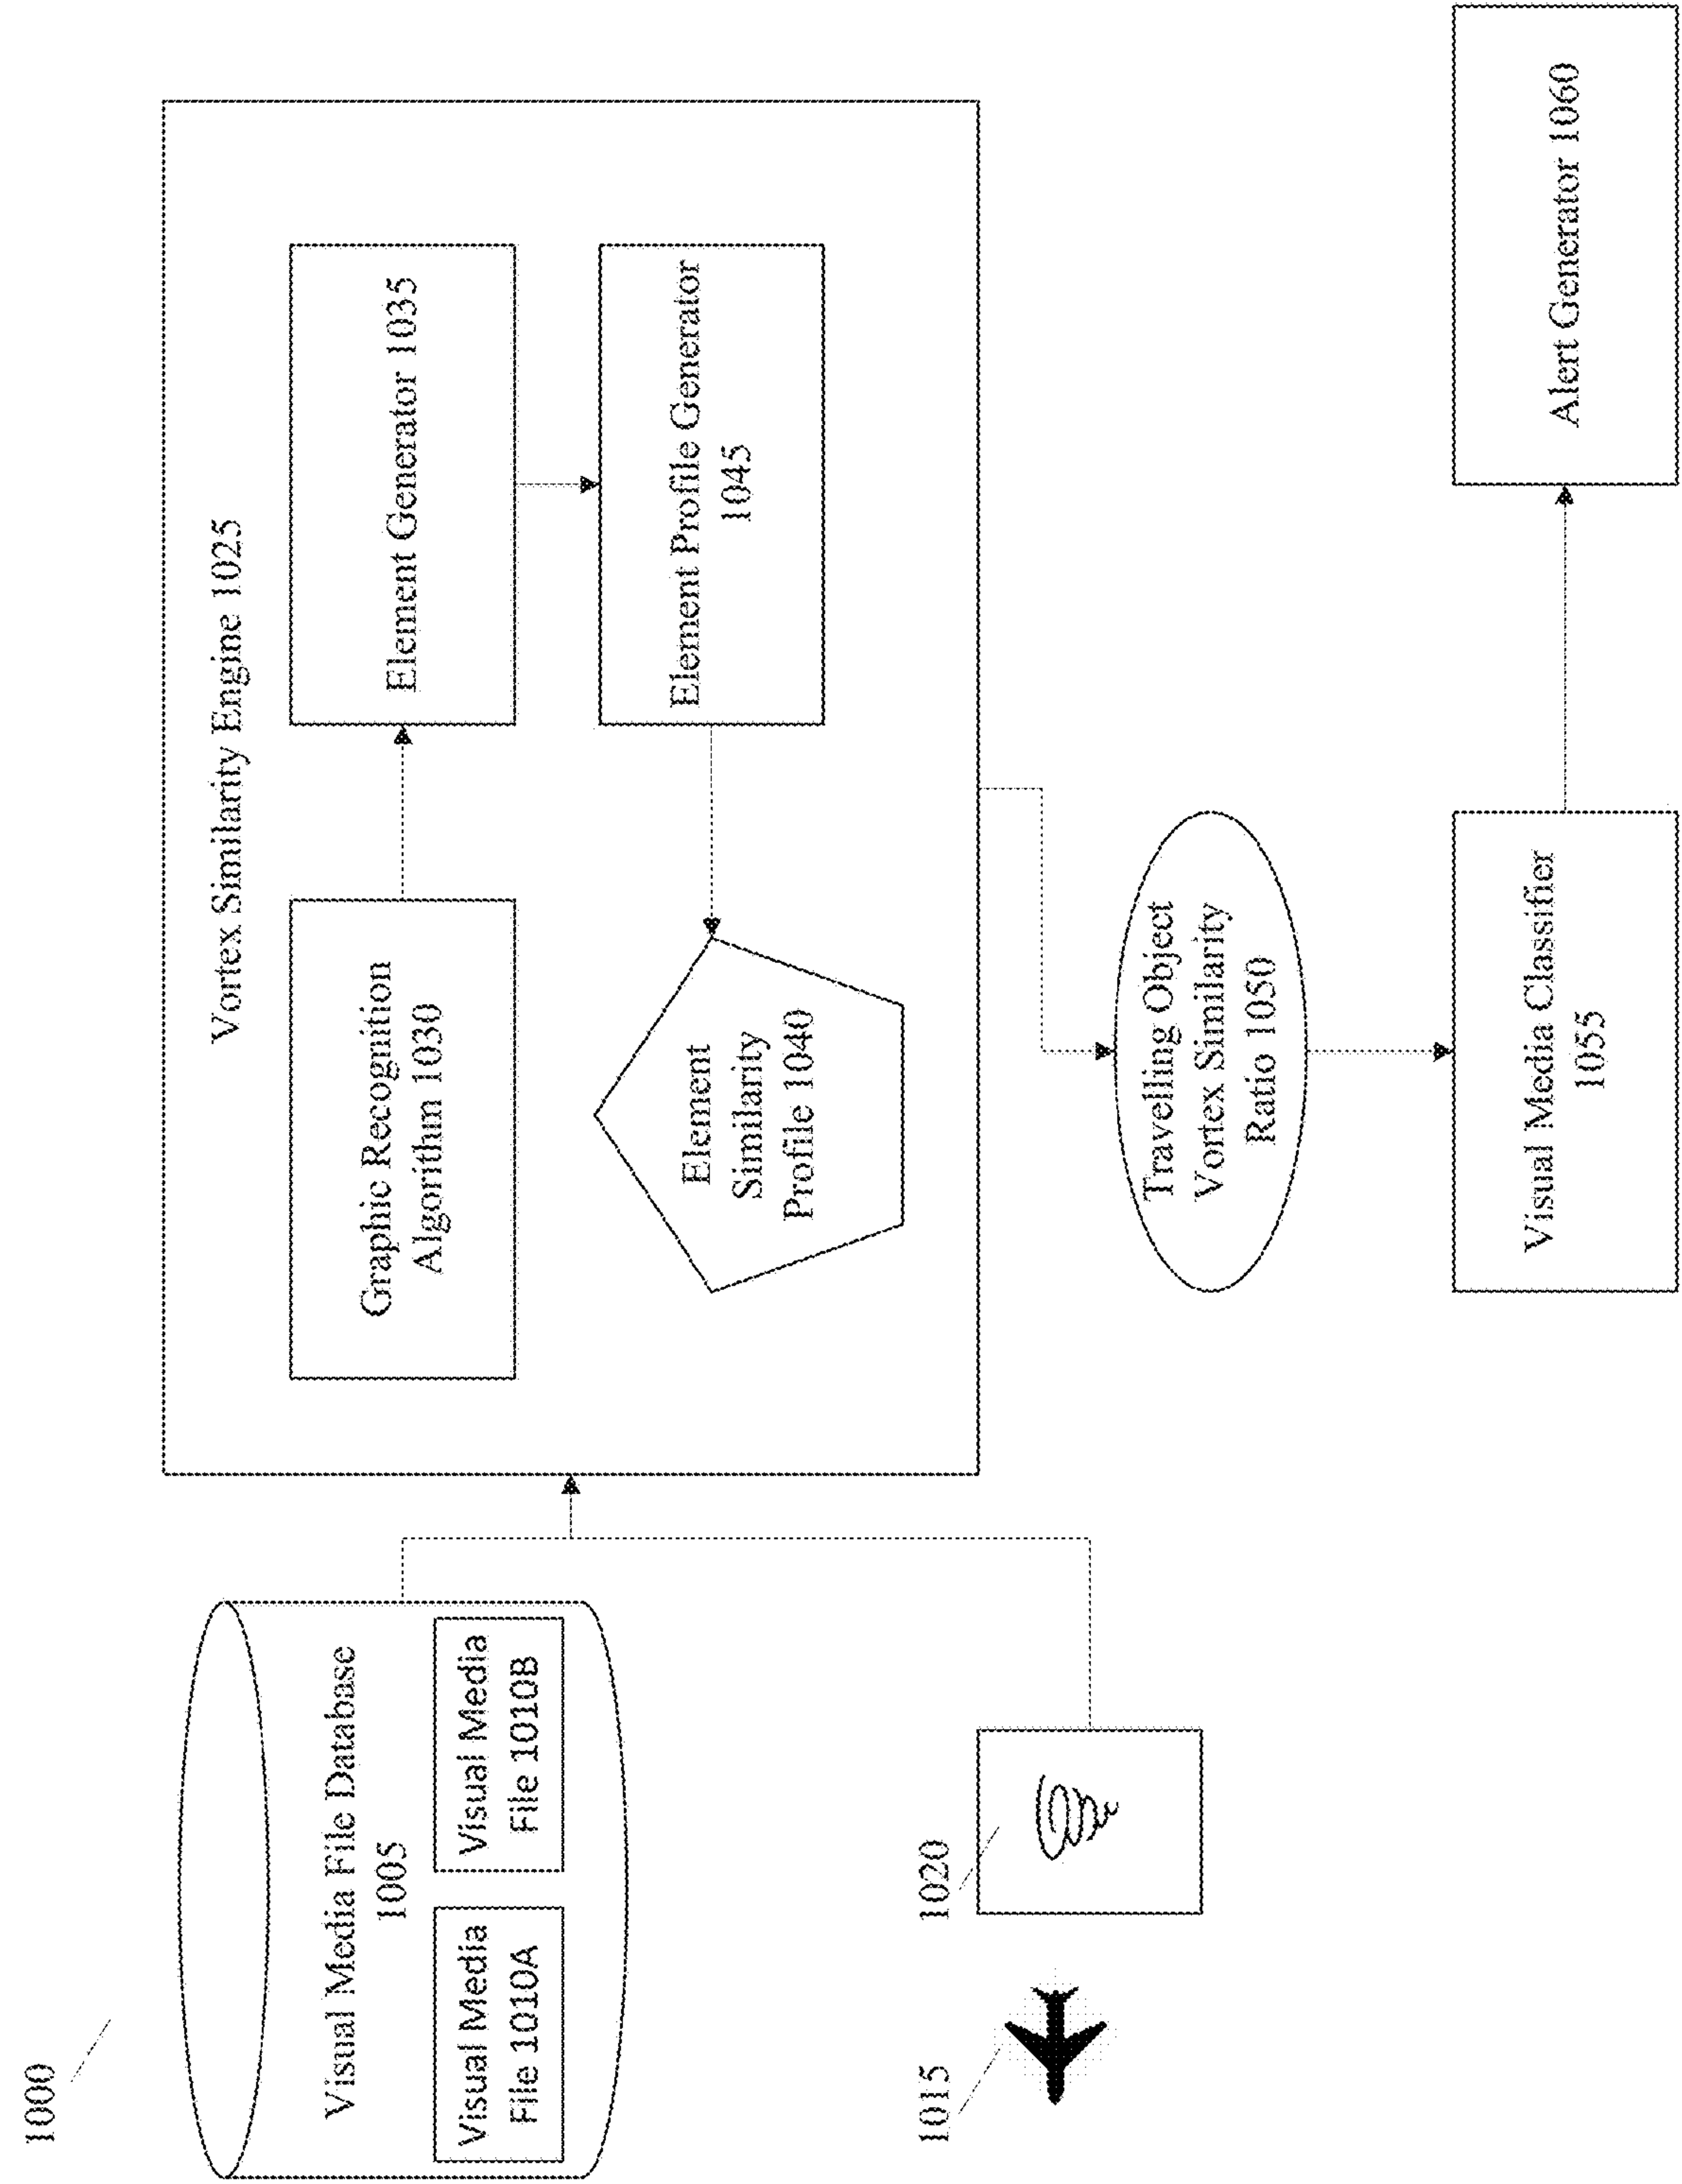 1000
Visual Media File Database
1005
Visual Media
File 1010A
Visual Media
File 1010B
1015
1020
Vortex Similarity Engine 1025
Graphic Recognition
Algorithm 1030
Element Generator 1035
Element
Similarity
Profile 1040
Element Profile Generator
1045
Travelling Object
Vortex Similarity
Ratio 1050
Visual Media Classifier
1055
Alert Generator 1060